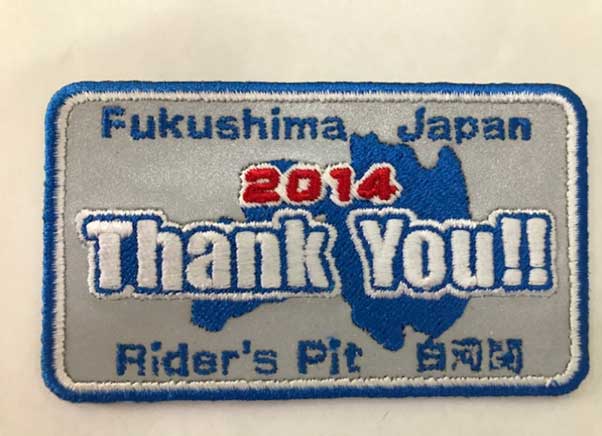 Fukushima Japan
2014
Thank You!!
Rider's Pit 白河関